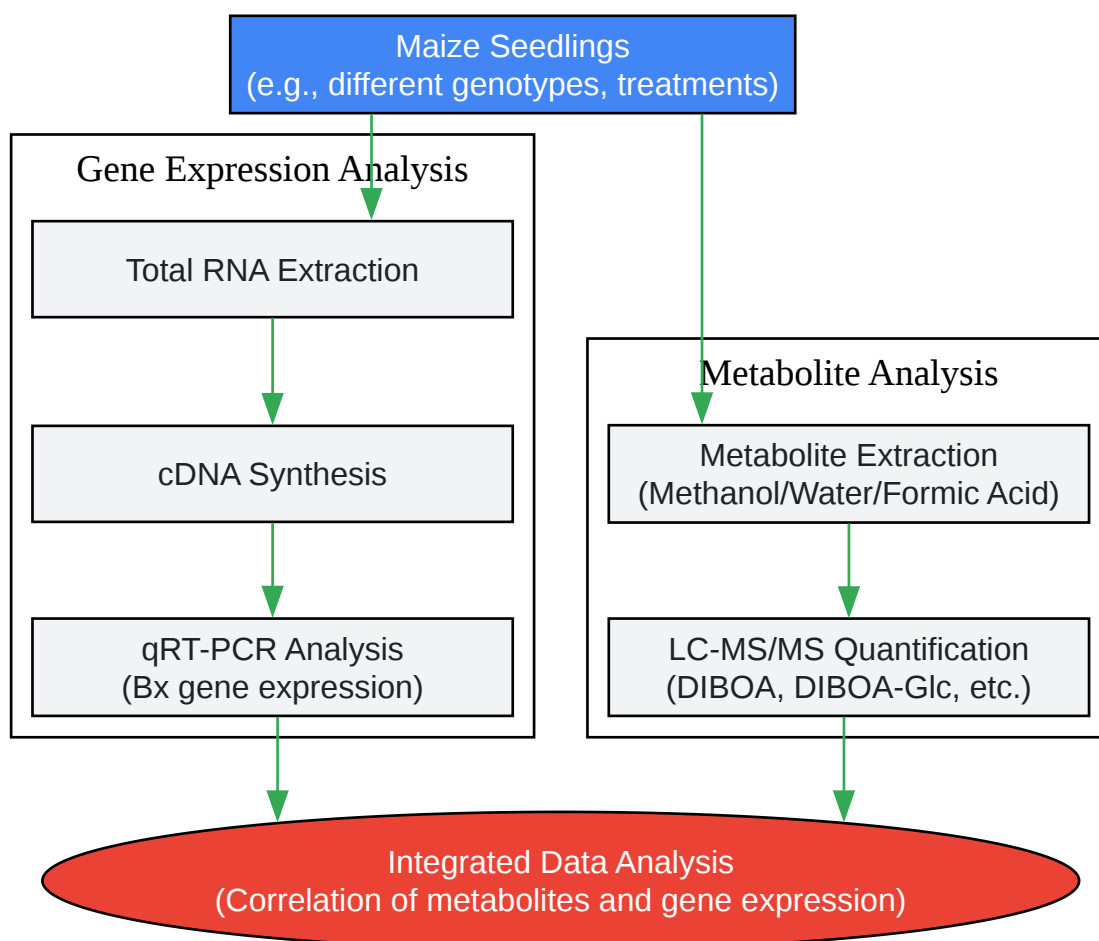 Maize Seedlings
(e.g., different genotypes, treatments)
Gene Expression Analysis
Total RNA Extraction
cDNA Synthesis
qRT-PCR Analysis
(Bx gene expression)
Metabolite Analysis
Metabolite Extraction
(Methanol/Water/Formic Acid)
LC-MS/MS Quantification
(DIBOA, DIBOA-Glc, etc.)
Integrated Data Analysis
(Correlation of metabolites and gene expression)